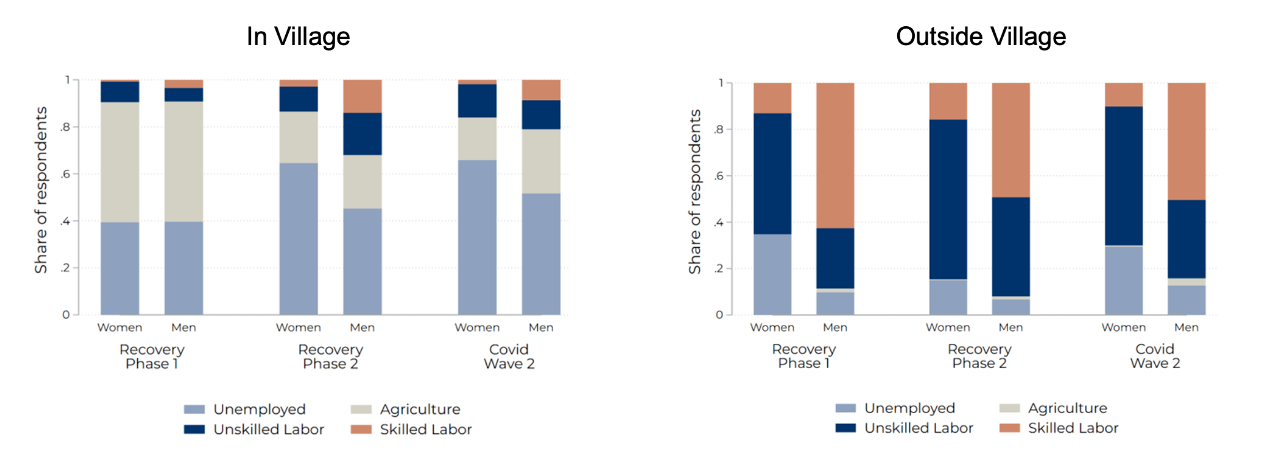 In Village
Share of respondents
1
.8
.6
.4
.2
0
Women Men Women Men Women Men
Recovery Phase 1
Recovery Phase 2
Covid Wave 2
Unemployed Agriculture
Unskilled Labor Skilled Labor
Outside Village
Share of respondents
1
.8
.6
.4
.2
0
Women Men Women Men Women Men
Recovery Phase 1
Recovery Phase 2
Covid Wave 2
Unemployed Agriculture
Unskilled Labor Skilled Labor